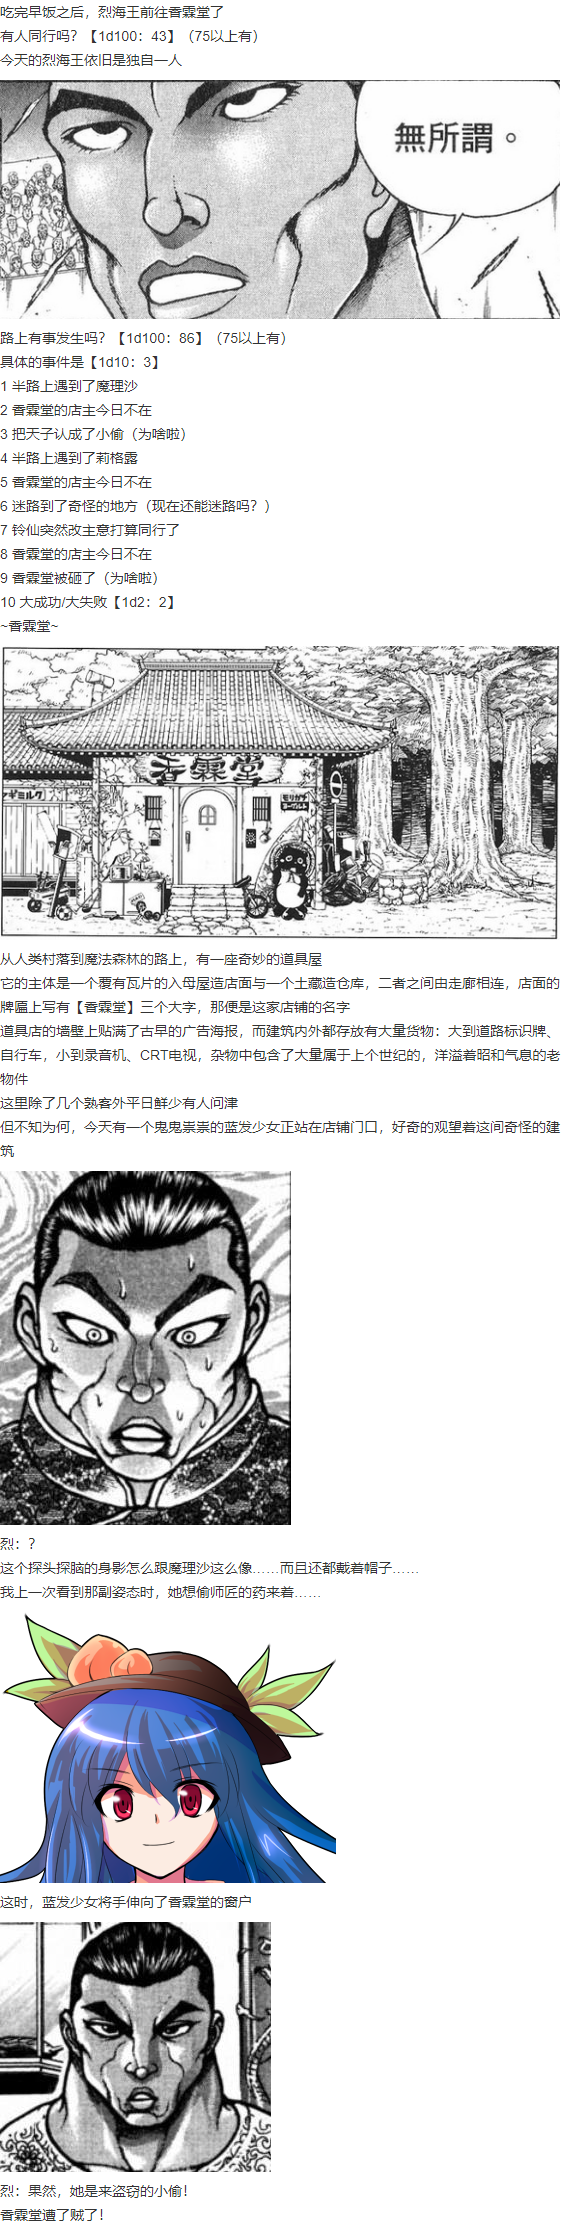 吃完早饭之后，烈海王前往香霖堂了
有人同行吗？【1d100：43】（75以上有）
今天的烈海王依旧是独自一人
無所謂。
路上有事发生吗？【1d100：86】（75以上有）
具体的事件是【1d10：3】
1 半路上遇到了魔理沙
2 香霖堂的店主今日不在
3 把天子认成了小偷（为啥啦）
4 半路上遇到了莉格露
5 香霖堂的店主今日不在
6 迷路到了奇怪的地方（现在还能迷路吗？）
7 铃仙突然改主意打算同行了
8 香霖堂的店主今日不在
9 香霖堂被砸了（为啥啦）
10 大成功/大失败【1d2：2】
~香霖堂~
香霖堂
ギミルク
モリガナ
ヨーグルト
从人类村落到魔法森林的路上，有一座奇妙的道具屋
它的主体是一个覆有瓦片的入母屋造店面与一个土藏造仓库，二者之间由走廊相连，店面的
牌匾上写有【香霖堂】三个大字，那便是这家店铺的名字
道具店的墙壁上贴满了古早的广告海报，而建筑内外都存放有大量货物：大到道路标识牌、
自行车，小到录音机、CRT电视，杂物中包含了大量属于上个世纪的，洋溢着昭和气息的老
物件
这里除了几个熟客外平日鲜少有人问津
但不知为何，今天有一个鬼鬼祟祟的蓝发少女正站在店铺门口，好奇的观望着这间奇怪的建
筑
烈：？
这个探头探脑的身影怎么跟魔理沙这么像……而且还都戴着帽子……
我上一次看到那副姿态时，她想偷师匠的药来着……
这时，蓝发少女将手伸向了香霖堂的窗户
烈：果然，她是来盗窃的小偷！
香霖堂遭了贼了！